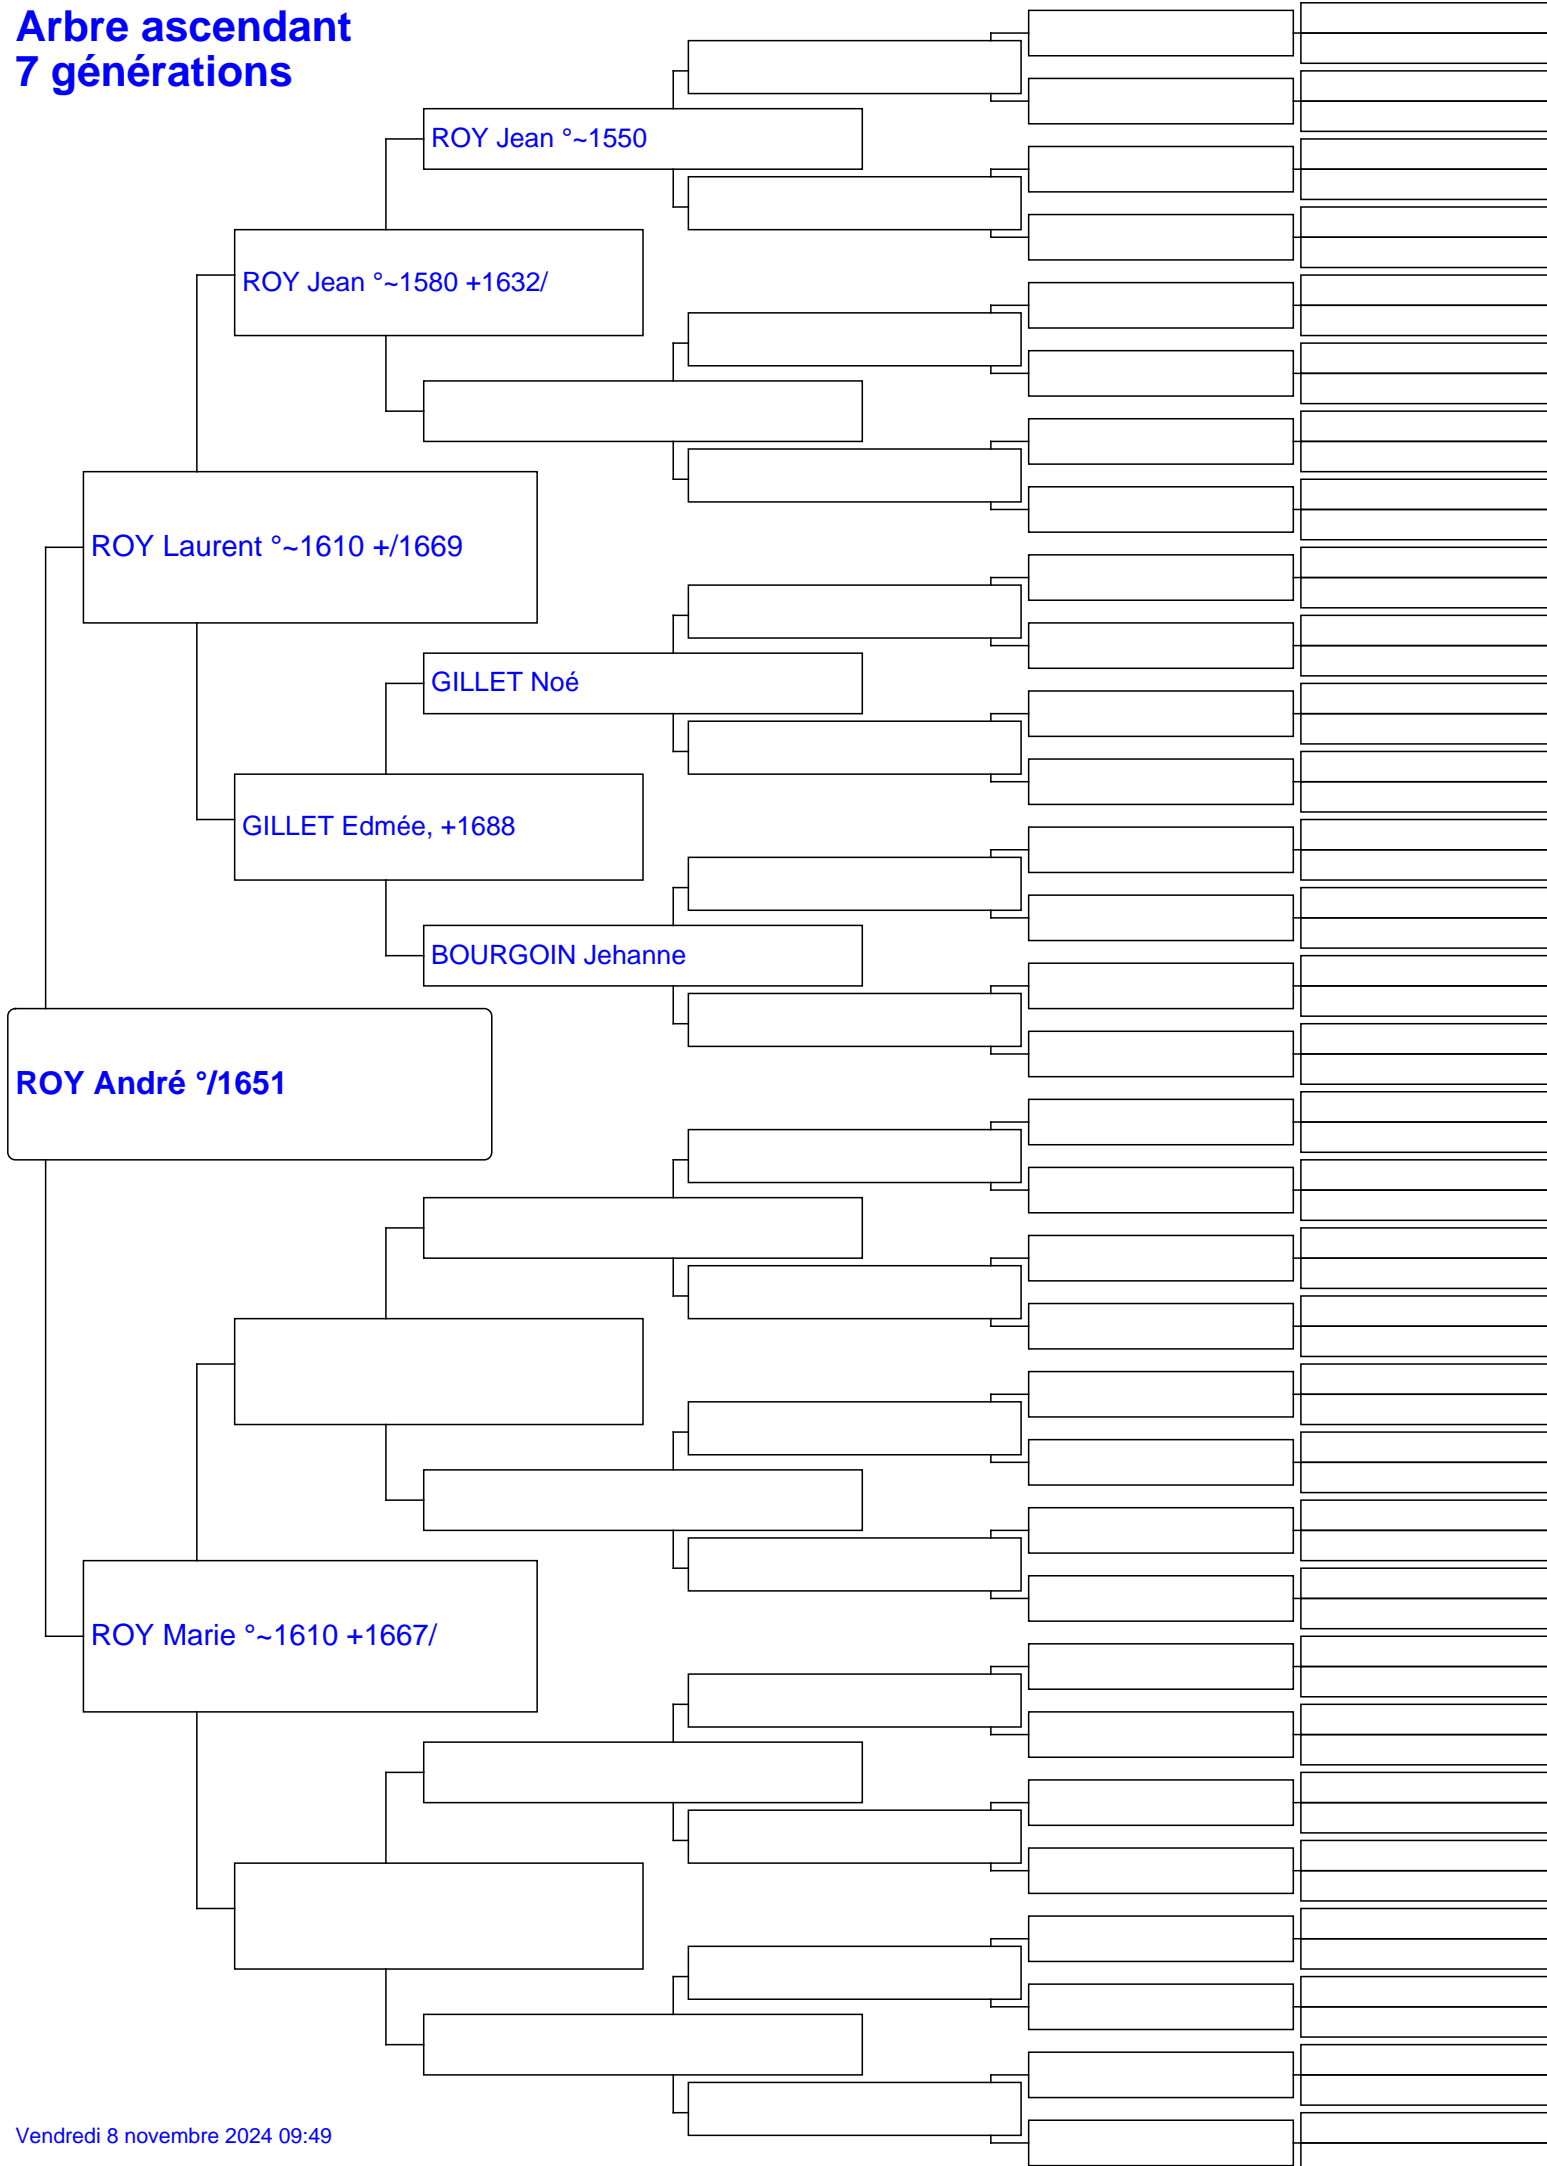 Arbre ascendant
7 générations
ROY Jean °~1550
ROY Jean °~1580 +1632/
ROY Laurent °~1610 +/1669
GILLET Noé
GILLET Edmée, +1688
BOURGOIN Jehanne
ROY André °/1651
ROY Marie °~1610 +1667/
Vendredi 8 novembre 2024 09:49